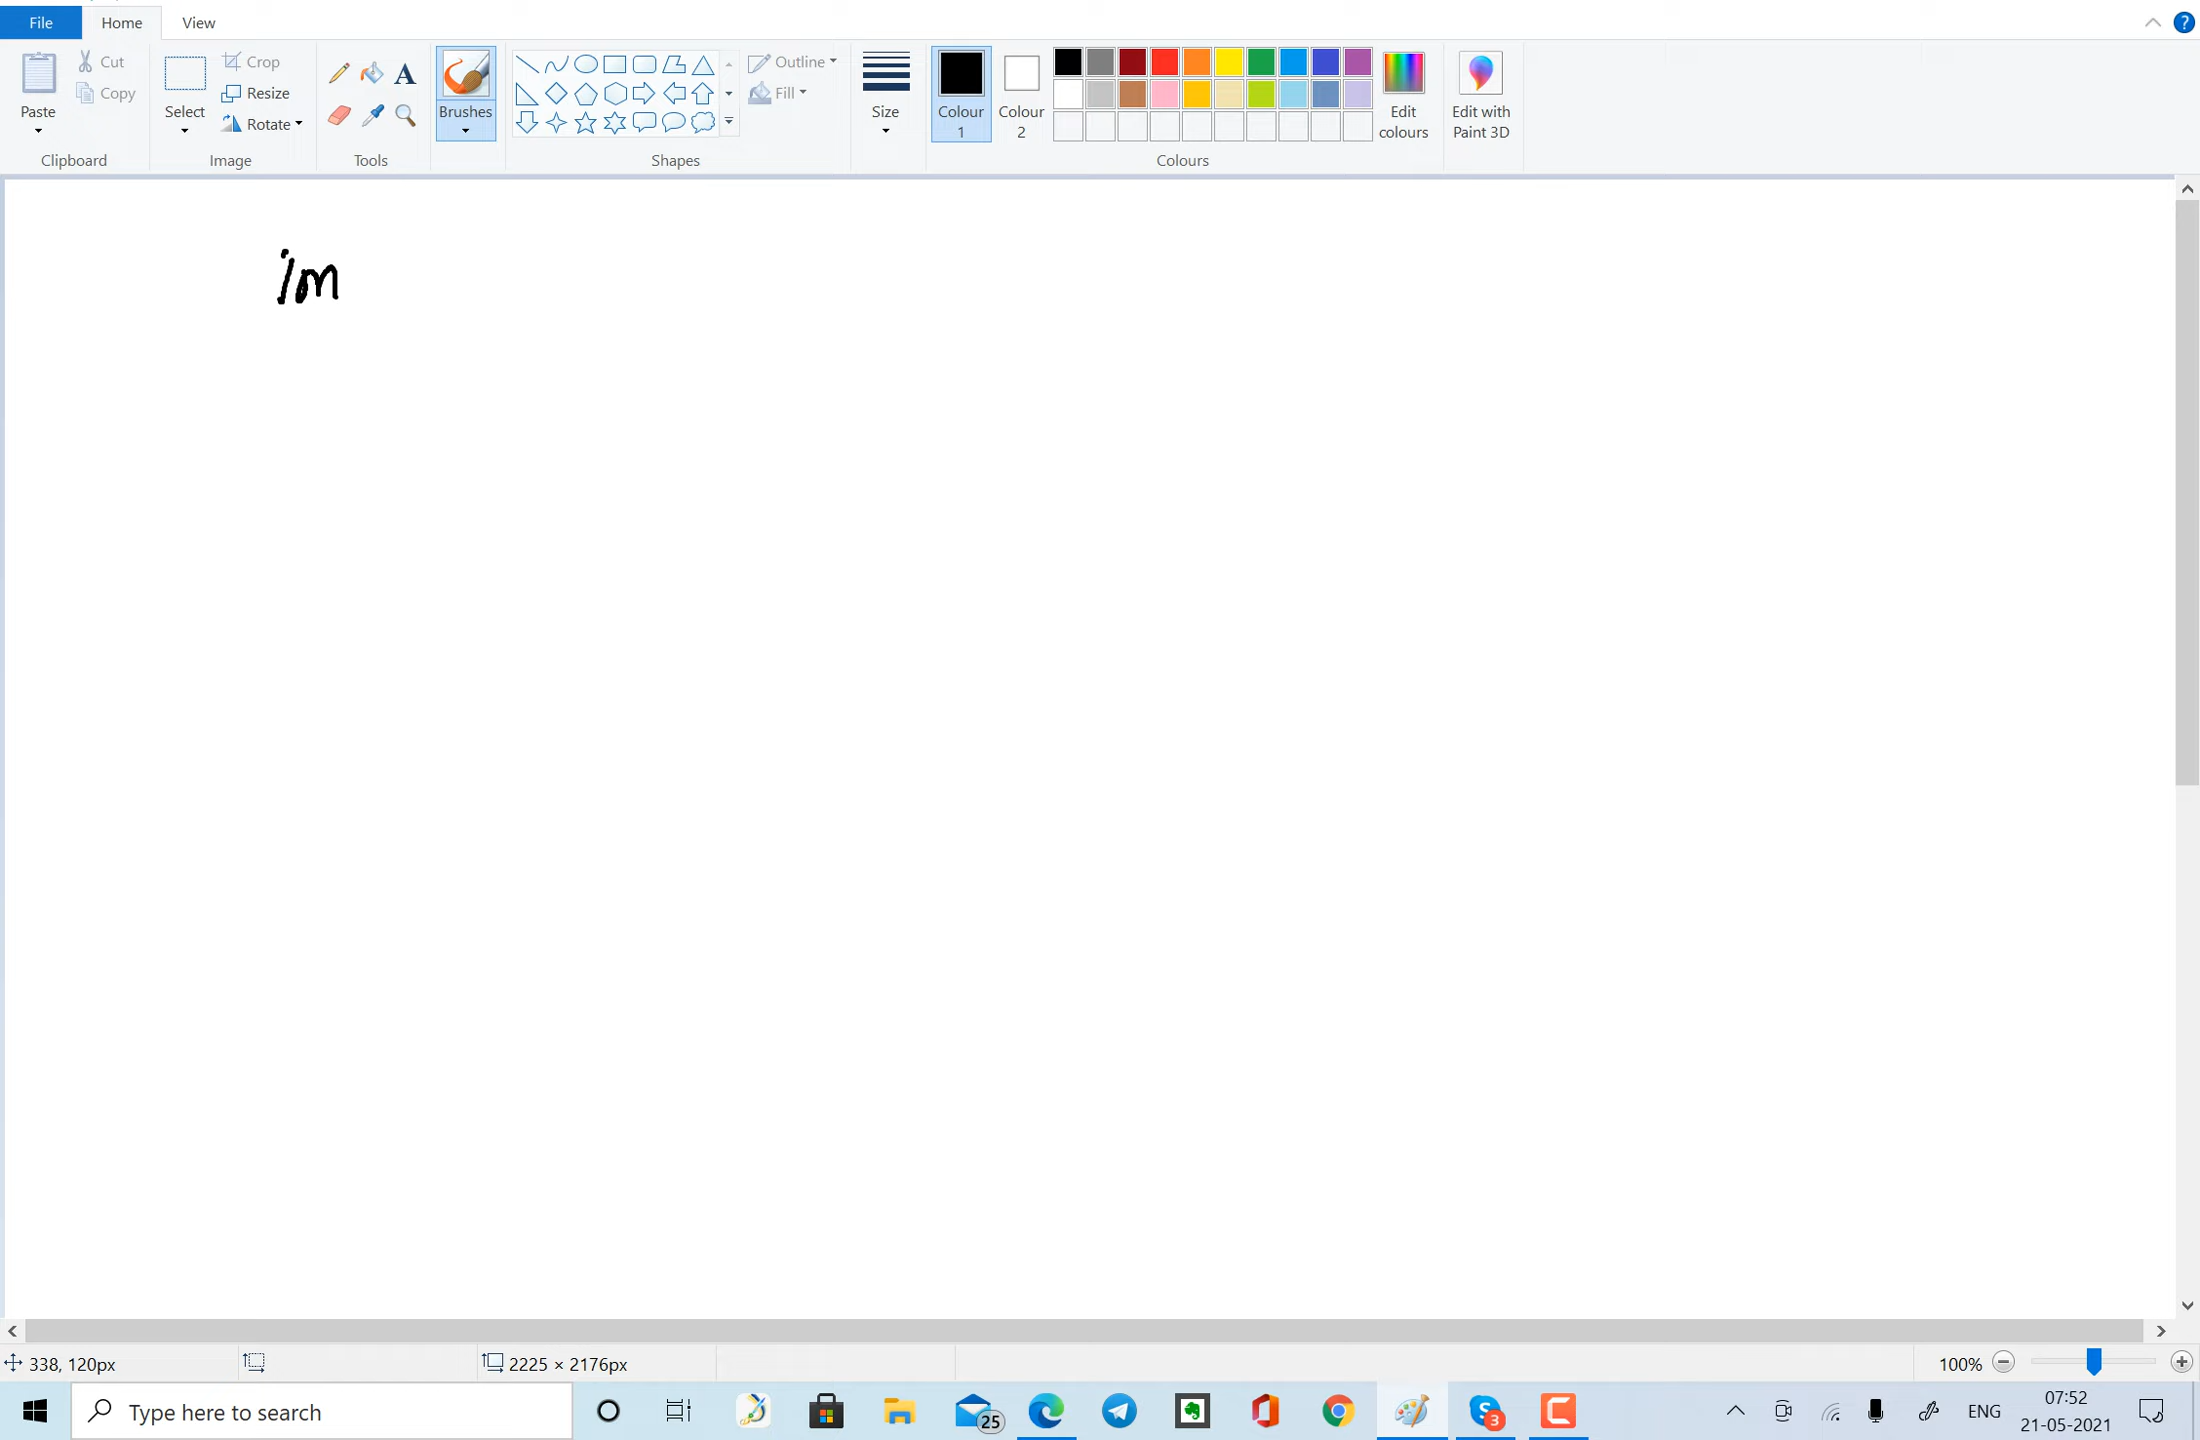 File Home View
Paste Cut Copy Clipboard
Select Crop Resize Rotate Image
Tools
Brushes
Shapes
Outline Fill
Size
Colour 1 Colour 2 Edit colours Colours
Edit with Paint 3D
im
338, 120px 2225 × 2176px 100%
Type here to search 25 3 ENG 07:52
21-05-2021